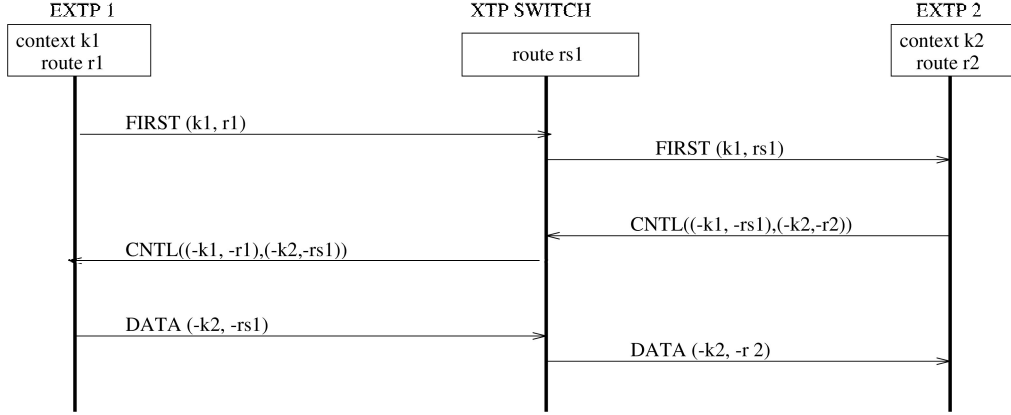 EXTP 1
XTP SWITCH
EXTP 2
context k1
route r1
route rs1
context k2
route r2
FIRST (k1, r1)
FIRST (k1, rs1)
CNTL((-k1, -rs1),(-k2,-r2))
CNTL((-k1, -r1),(-k2,-rs1))
DATA (-k2, -rs1)
DATA (-k2, -r 2)